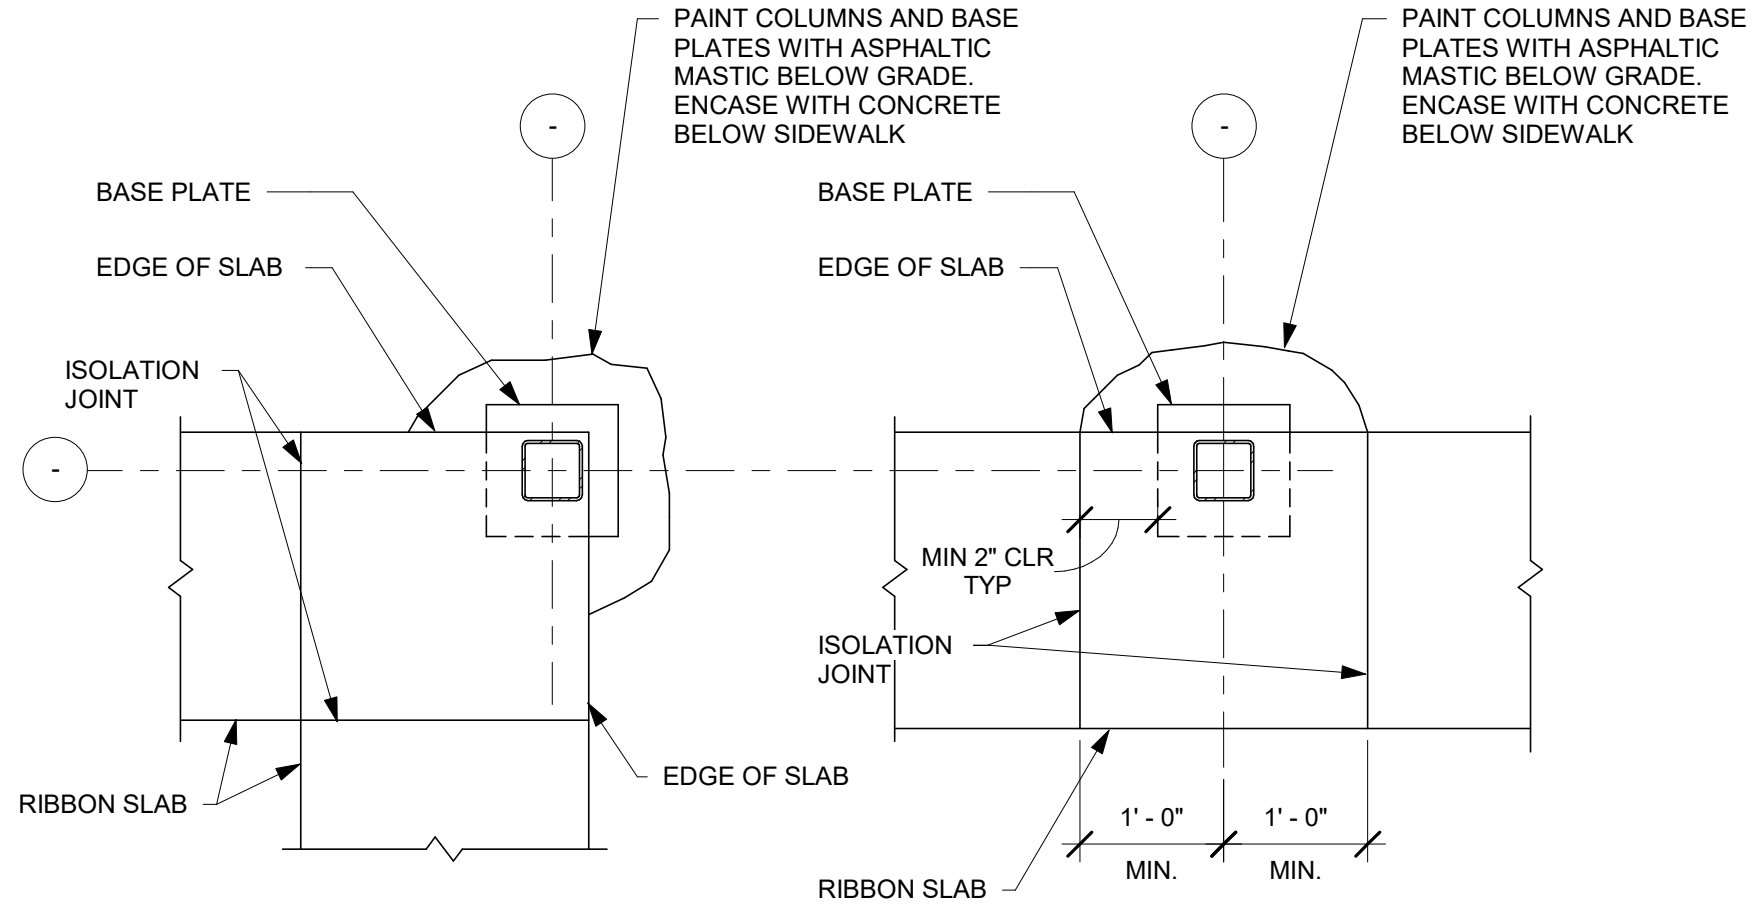 PAINT COLUMNS AND BASE
PLATES WITH ASPHALTIC
MASTIC BELOW GRADE.
ENCASE WITH CONCRETE
BELOW SIDEWALK
-
BASE PLATE
EDGE OF SLAB
ISOLATION
JOINT
-
RIBBON SLAB
EDGE OF SLAB
PAINT COLUMNS AND BASE
PLATES WITH ASPHALTIC
MASTIC BELOW GRADE.
ENCASE WITH CONCRETE
BELOW SIDEWALK
-
BASE PLATE
EDGE OF SLAB
MIN 2" CLR
TYP
ISOLATION
JOINT
1' - 0"
MIN.
1' - 0"
MIN.
RIBBON SLAB